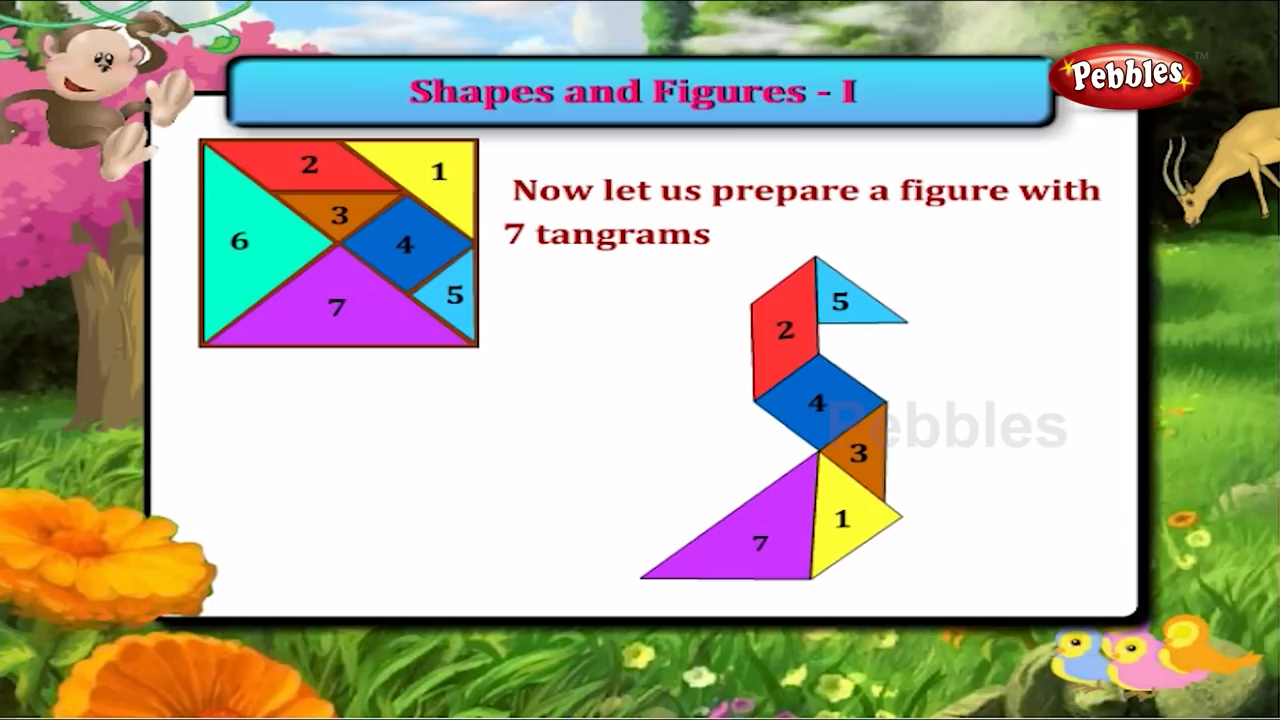 Pebbles TM
Shapes and Figures - I
2
1
3
6
4
5
7
Now let us prepare a figure with
7 tangrams
5
2
4
Pebbles
3
1
7